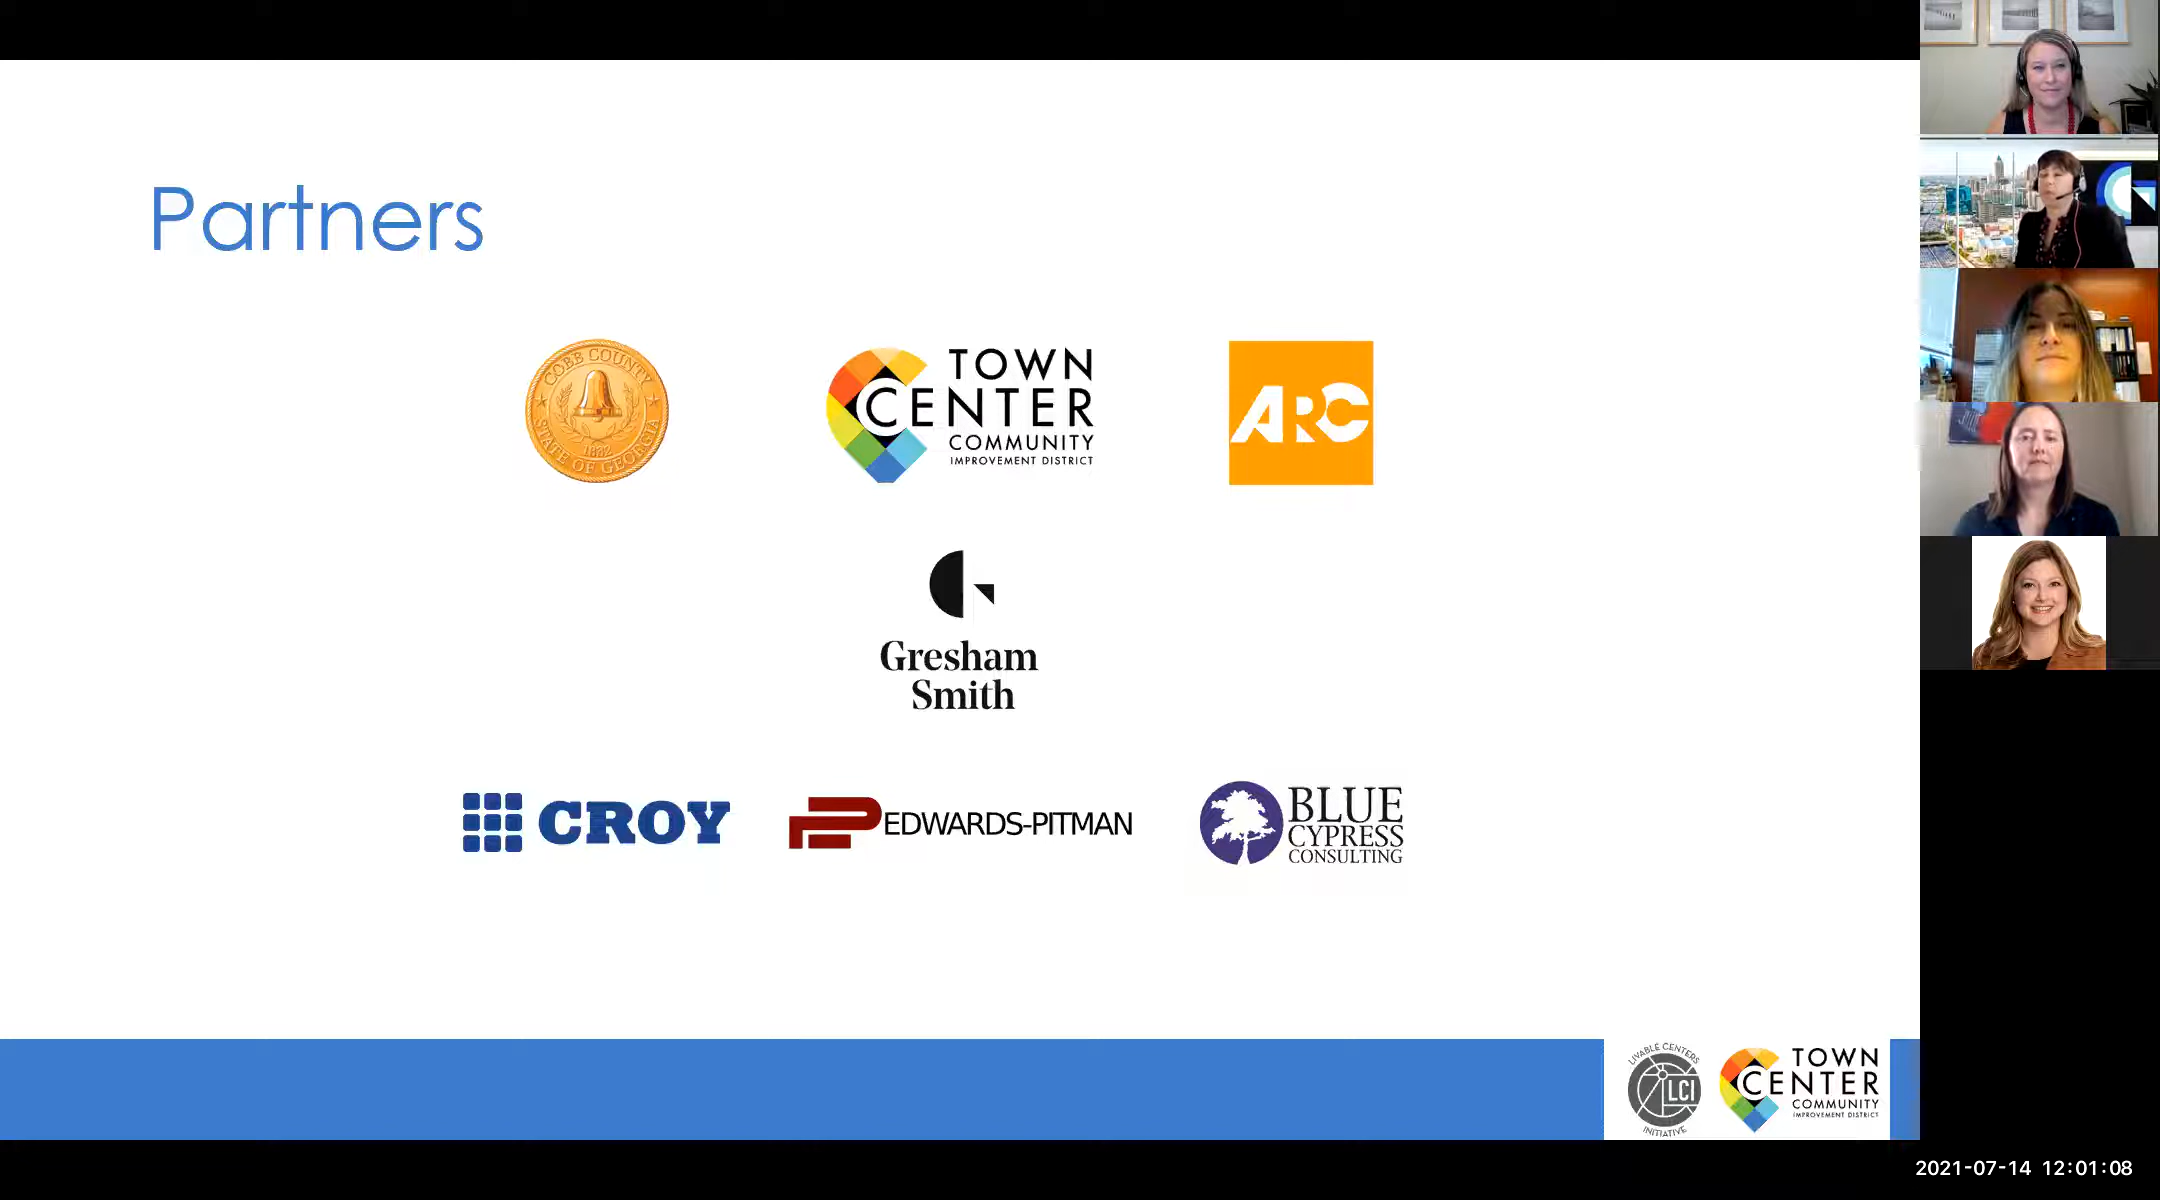 Partners
COBB COUNTY
STATE OF GEORGIA
1832
TOWN
CENTER
COMMUNITY
IMPROVEMENT DISTRICT
ARC
Gresham
Smith
CROY
EDWARDS-PITMAN
BLUE
CYPRESS
CONSULTING
LIVABLE CENTERS
LCI
INITIATIVE
TOWN
CENTER
COMMUNITY
IMPROVEMENT DISTRICT
2021-07-14 12:01:08